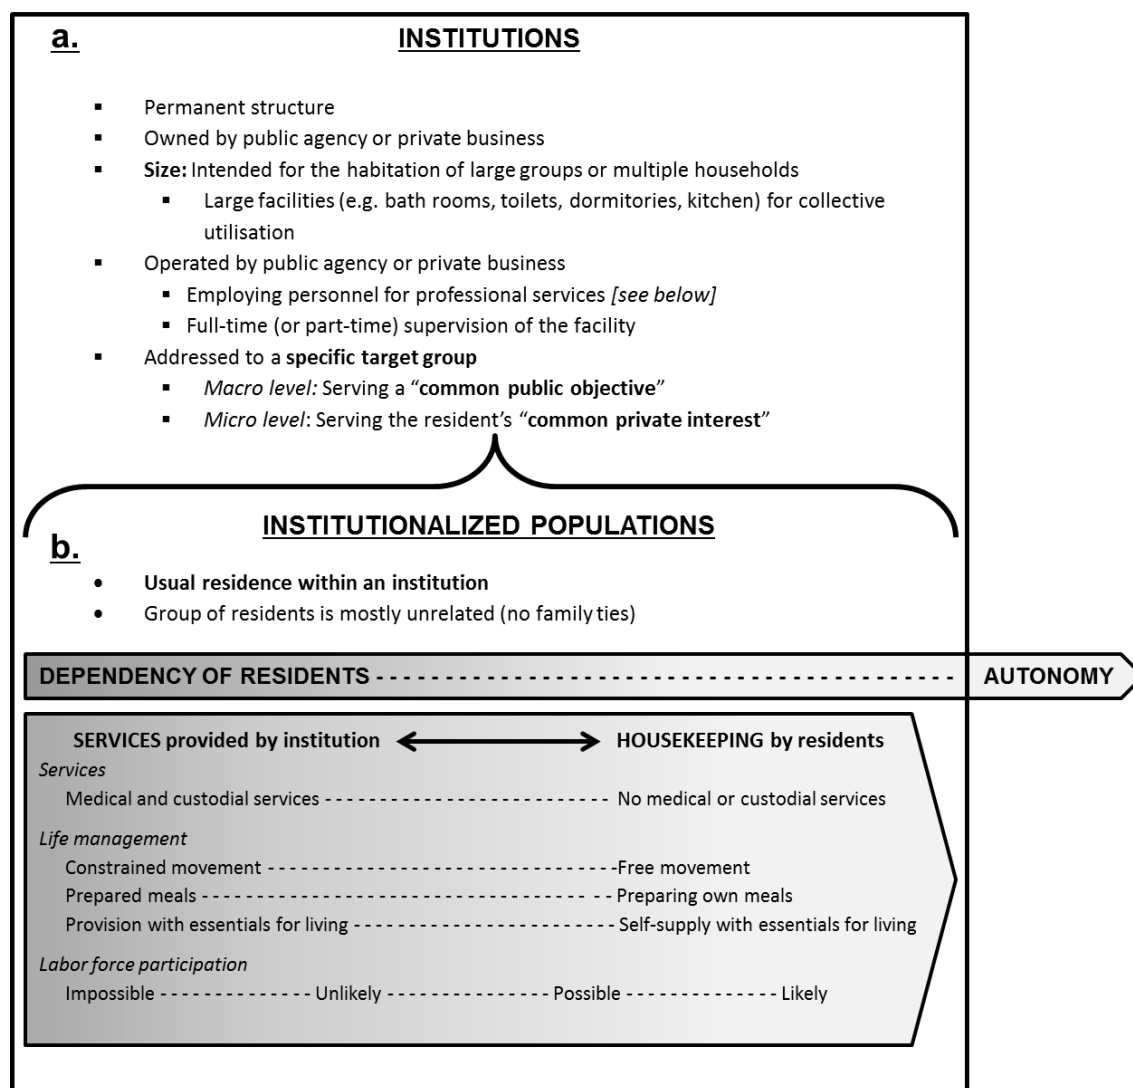 a. INSTITUTIONS
▪ Permanent structure
▪ Owned by public agency or private business
▪ Size: Intended for the habitation of large groups or multiple households
▪ Large facilities (e.g. bath rooms, toilets, dormitories, kitchen) for collective
utilisation
▪ Operated by public agency or private business
▪ Employing personnel for professional services [see below]
▪ Full-time (or part-time) supervision of the facility
▪ Addressed to a specific target group
▪ Macro level: Serving a “common public objective”
▪ Micro level: Serving the resident’s “common private interest”
INSTITUTIONALIZED POPULATIONS
b.
• Usual residence within an institution
• Group of residents is mostly unrelated (no family ties)
DEPENDENCY OF RESIDENTS - - - - - - - - - - - - - - - - - - - - - - - - - - - - - - - - - - - - - - - - - - AUTONOMY
SERVICES provided by institution HOUSEKEEPING by residents
Services
Medical and custodial services - - - - - - - - - - - - - - - - - - - - - - - - - - No medical or custodial services
Life management
Constrained movement - - - - - - - - - - - - - - - - - - - - - - - - - - - - - - - -Free movement
Prepared meals - - - - - - - - - - - - - - - - - - - - - - - - - - - - - - - - - - - - - Preparing own meals
Provision with essentials for living - - - - - - - - - - - - - - - - - - - - - - - - Self-supply with essentials for living
Labor force participation
Impossible - - - - - - - - - - - - - - Unlikely - - - - - - - - - - - - - - - Possible - - - - - - - - - - - - - - Likely